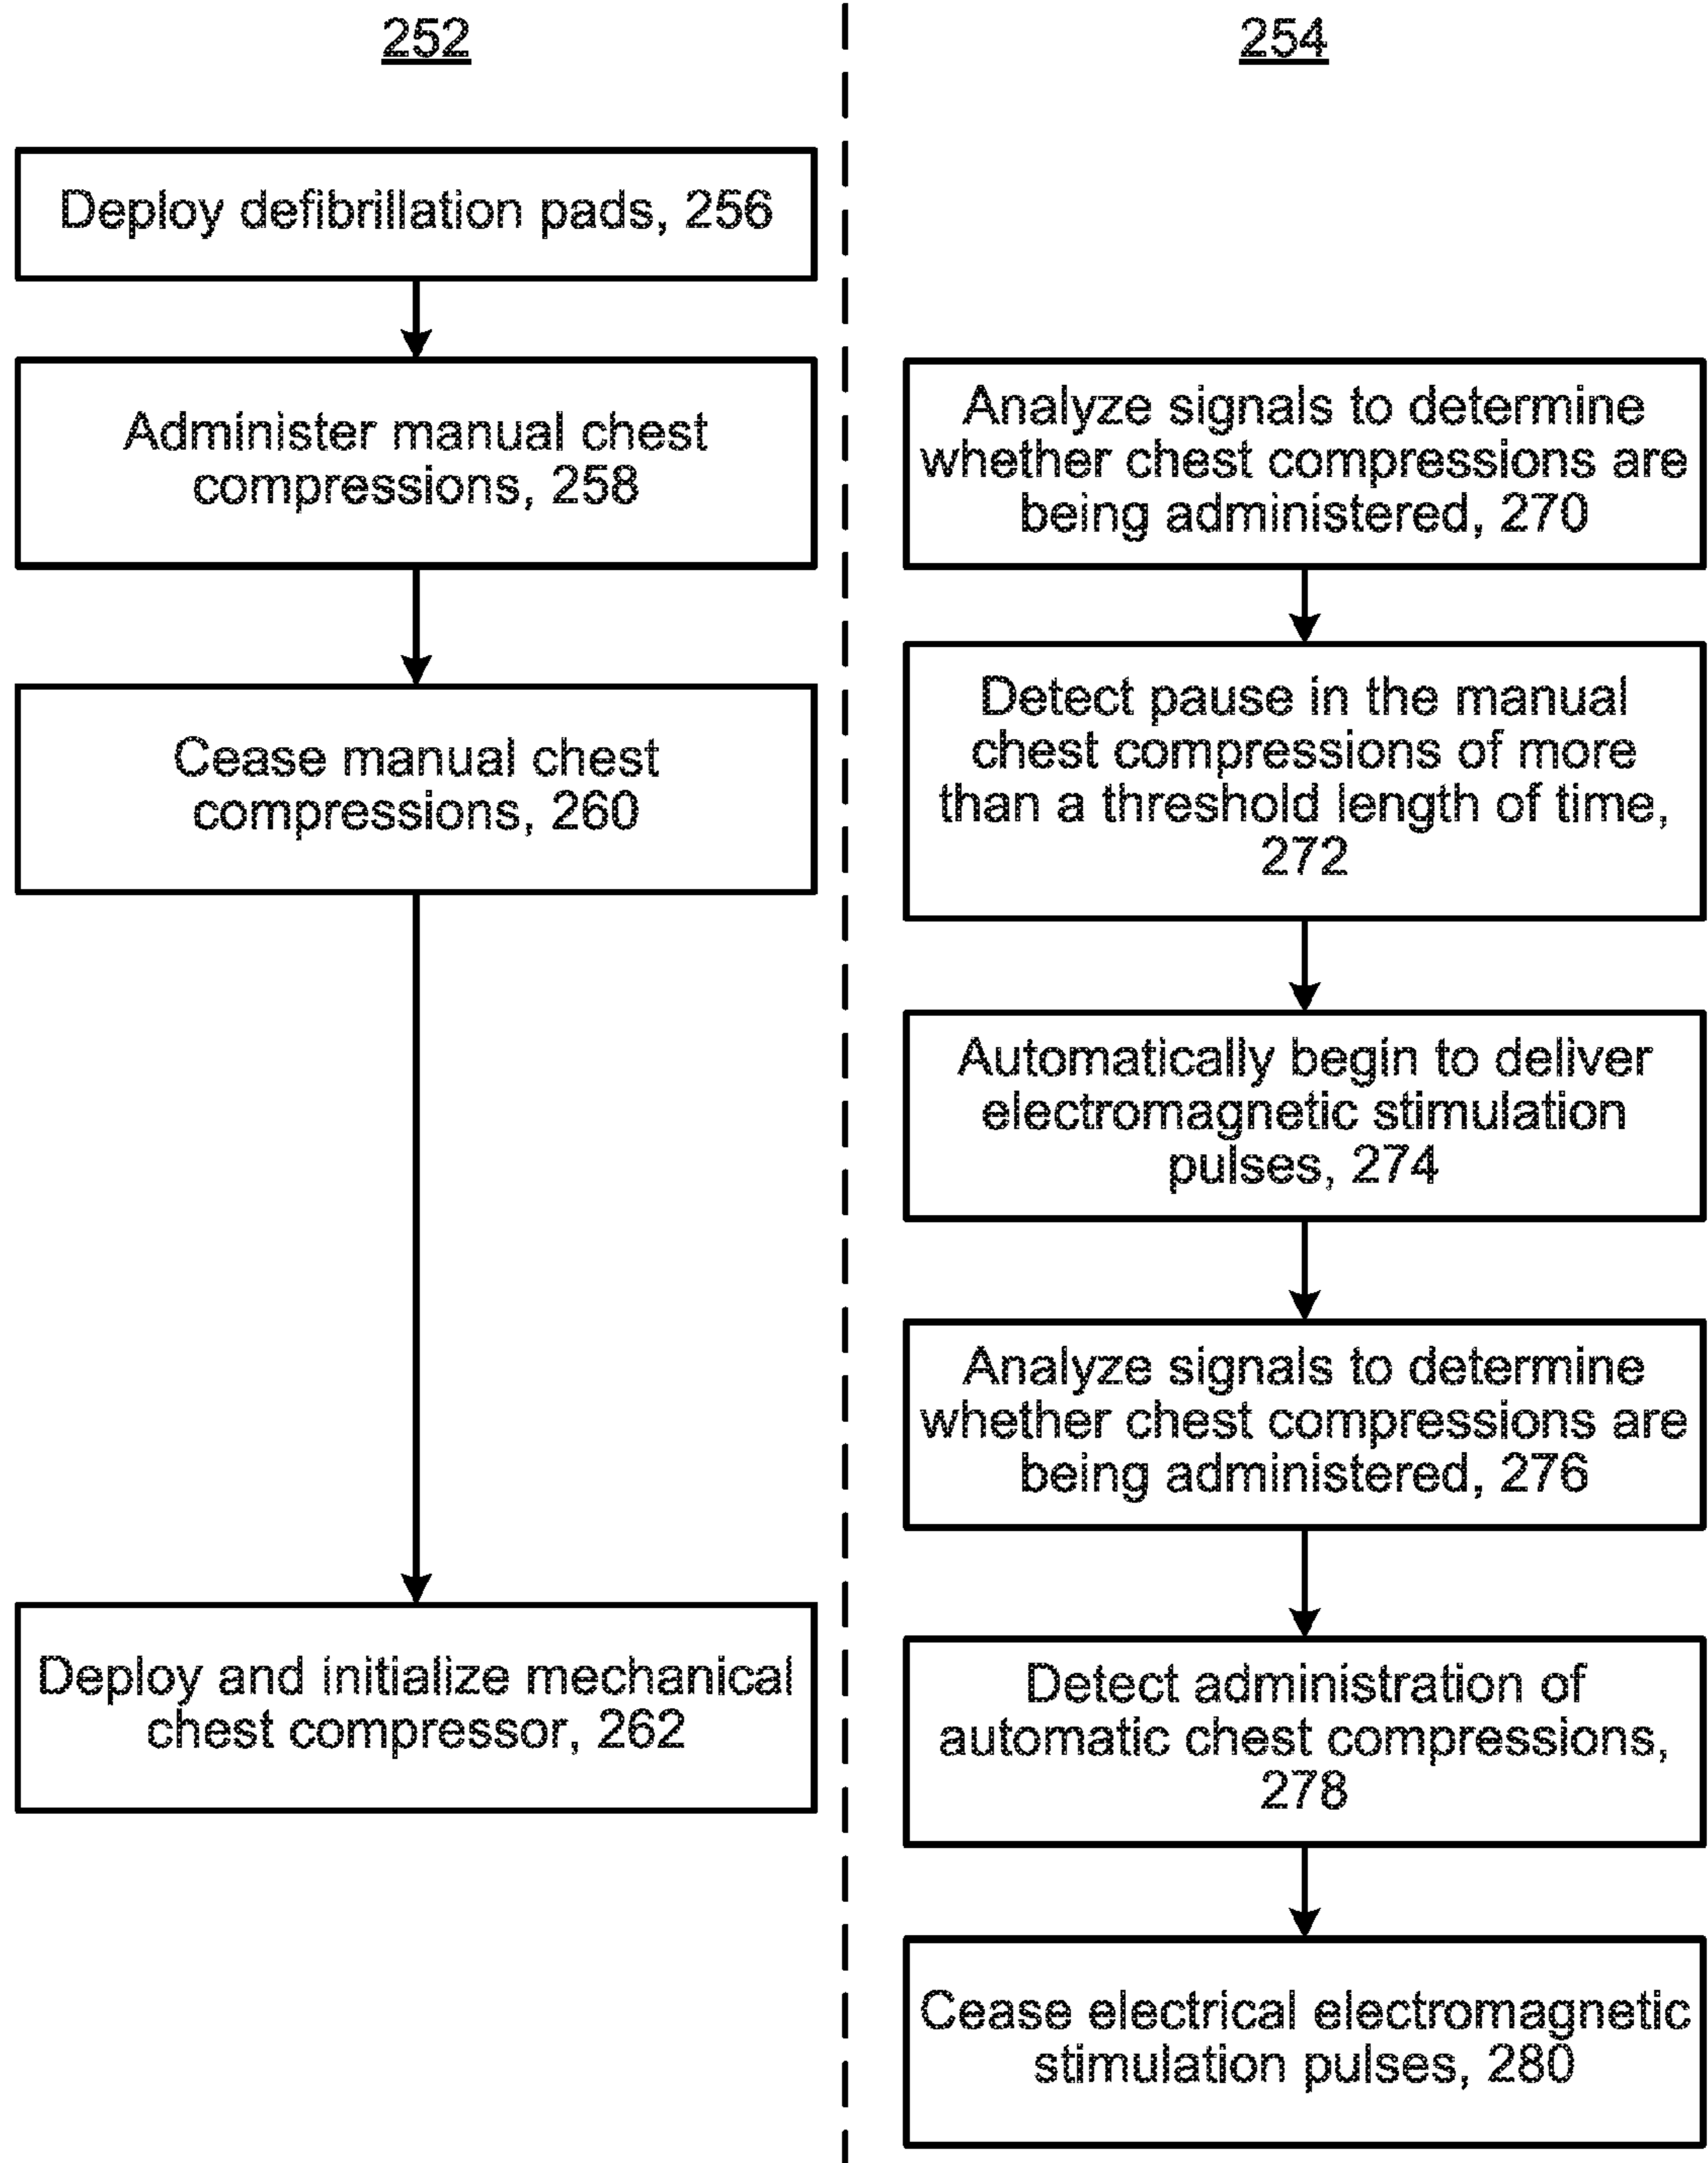 252
Deploy defibrillation pads, 256
Administer manual chest
compressions, 258
Cease manual chest
compressions, 260
Deploy and initialize mechanical
chest compressor, 262
254
Analyze signals to determine
whether chest compressions are
being administered, 270
Detect pause in the manual
chest compressions of more
than a threshold length of time,
272
Automatically begin to deliver
electromagnetic stimulation
pulses, 274
Analyze signals to determine
whether chest compressions are
being administered, 276
Detect administration of
automatic chest compressions,
278
Cease electrical electromagnetic
stimulation pulses, 280